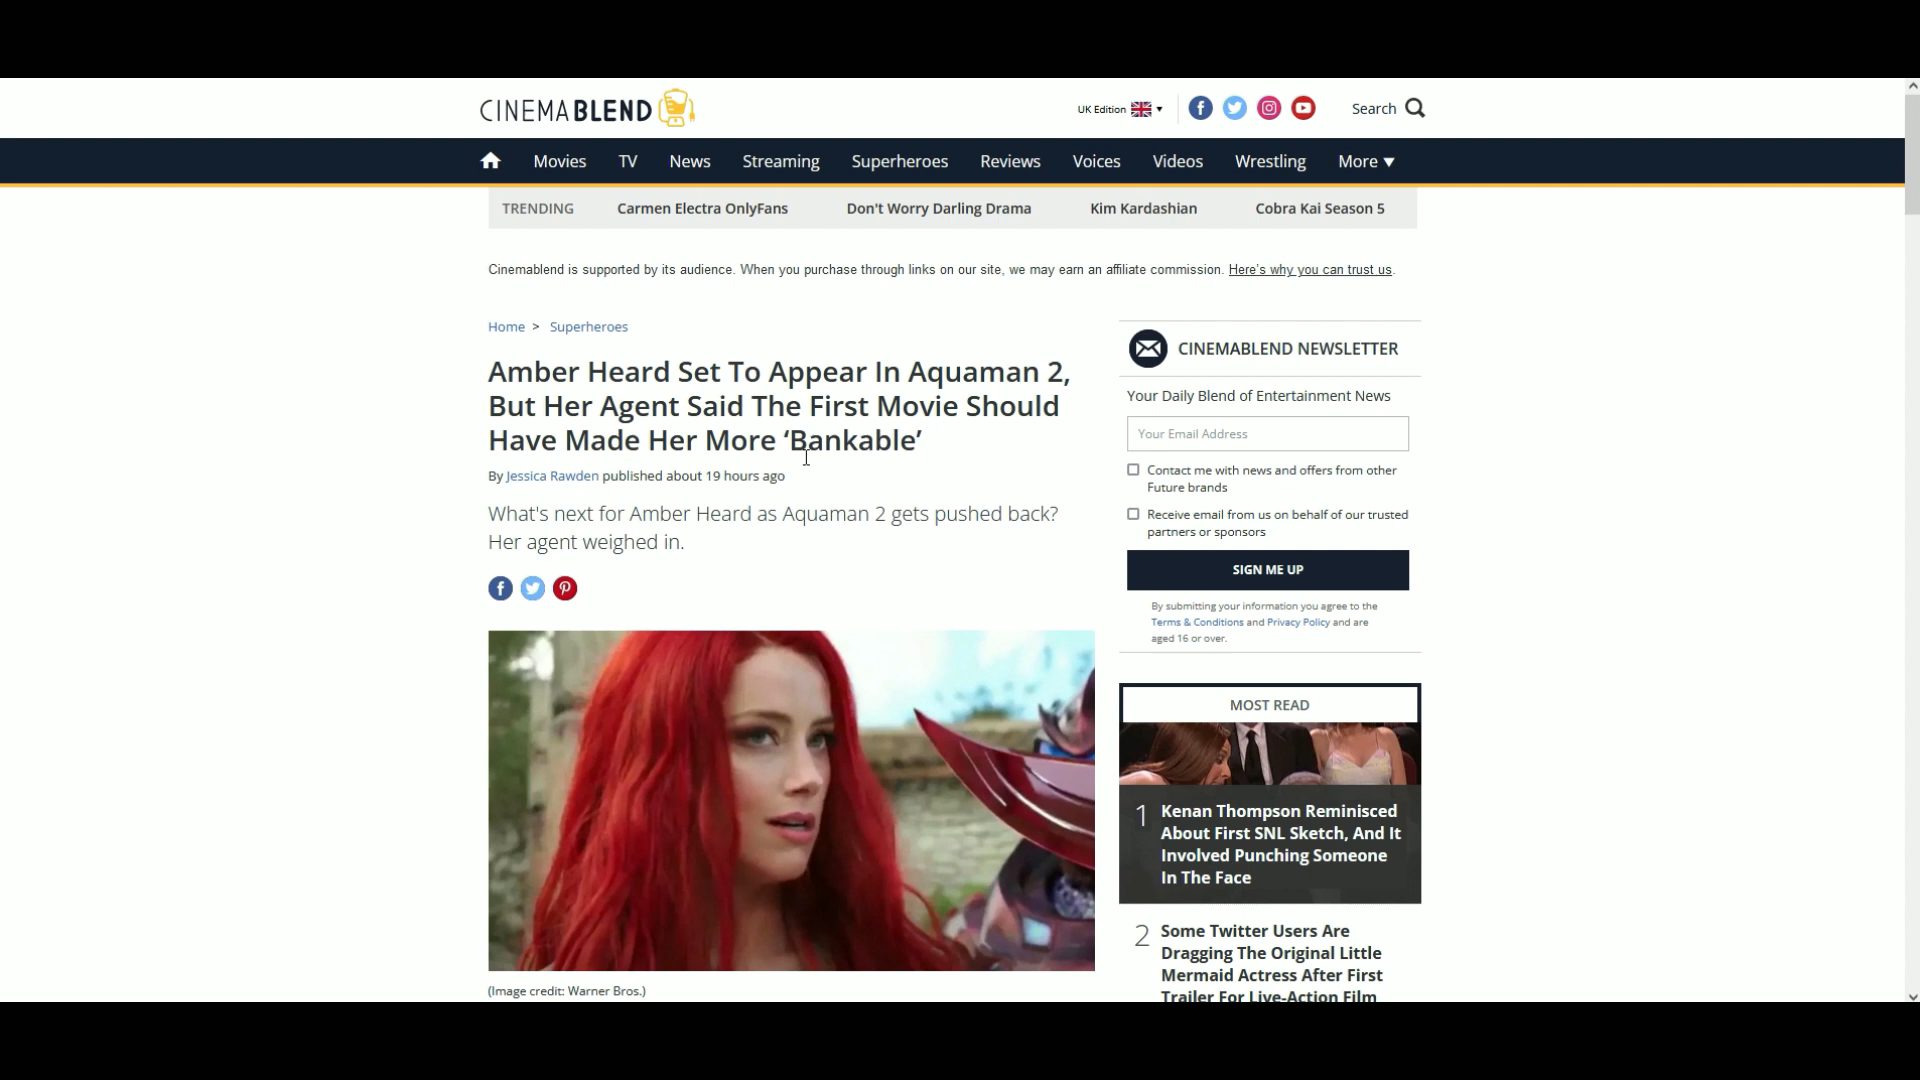 CINEMABLEND
UK Edition
Search
Movies TV News Streaming Superheroes Reviews Voices Videos Wrestling More
TRENDING Carmen Electra OnlyFans Don't Worry Darling Drama Kim Kardashian Cobra Kai Season 5
Cinemablend is supported by its audience. When you purchase through links on our site, we may earn an affiliate commission. Here's why you can trust us.
Home > Superheroes
Amber Heard Set To Appear In Aquaman 2,
But Her Agent Said The First Movie Should
Have Made Her More ‘Bankable’
By Jessica Rawden published about 19 hours ago
What's next for Amber Heard as Aquaman 2 gets pushed back?
Her agent weighed in.
(Image credit: Warner Bros.)
CINEMABLEND NEWSLETTER
Your Daily Blend of Entertainment News
Your Email Address
Contact me with news and offers from other
Future brands
Receive email from us on behalf of our trusted
partners or sponsors
SIGN ME UP
By submitting your information you agree to the
Terms & Conditions and Privacy Policy and are
aged 16 or over.
MOST READ
1 Kenan Thompson Reminisced
About First SNL Sketch, And It
Involved Punching Someone
In The Face
2 Some Twitter Users Are
Dragging The Original Little
Mermaid Actress After First
Trailer For Live-Action Film